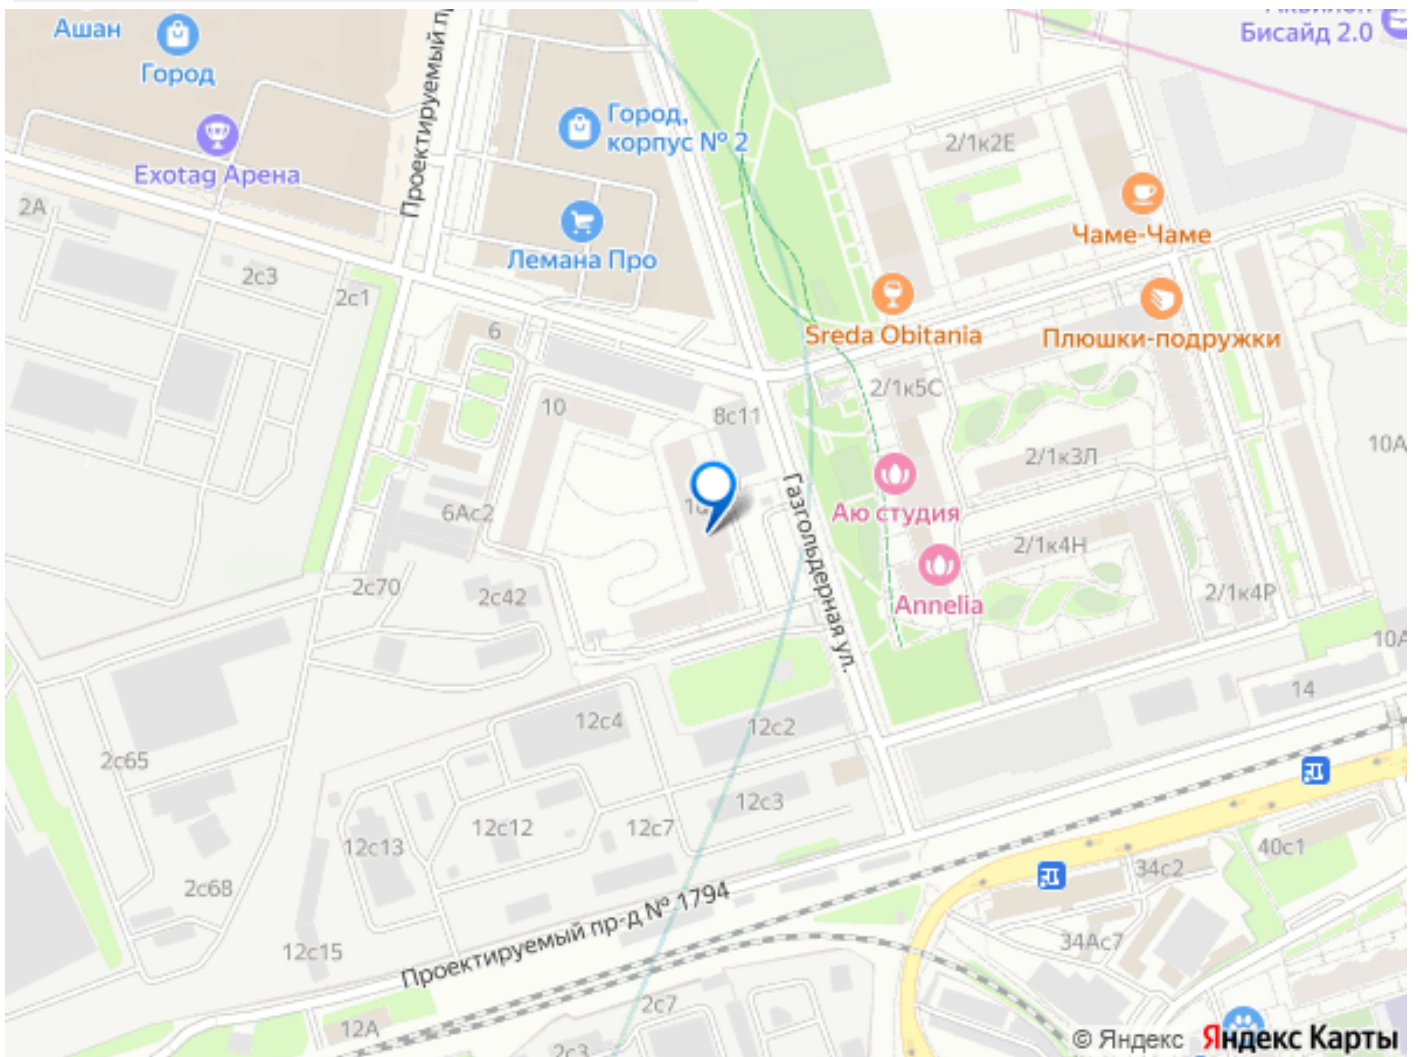 Ашан
Город
Проектируемый п
Город,
корпус № 2
Бисайд 2.0
2/1к2Е
Exotag Арена
2А
Лемана Про
Чаме-Чаме
2с3
2с1
6
Sreda Obitania
Плюшки-подружки
2/1к5С
10
8с11
2/1к3Л
10А
Газгольдерная ул.
6Ас2
Аю студия
2/1к4Н
2с70
2с42
Annelia
2/1к4Р
10А
14
12с4
12с2
2с65
12с3
12с12
12с7
12с13
40с1
34с2
2с68
Проектируемый пр-д № 1794
12с15
34Ас7
2с7
12А
2с3
© Яндекс Яндекс Карты